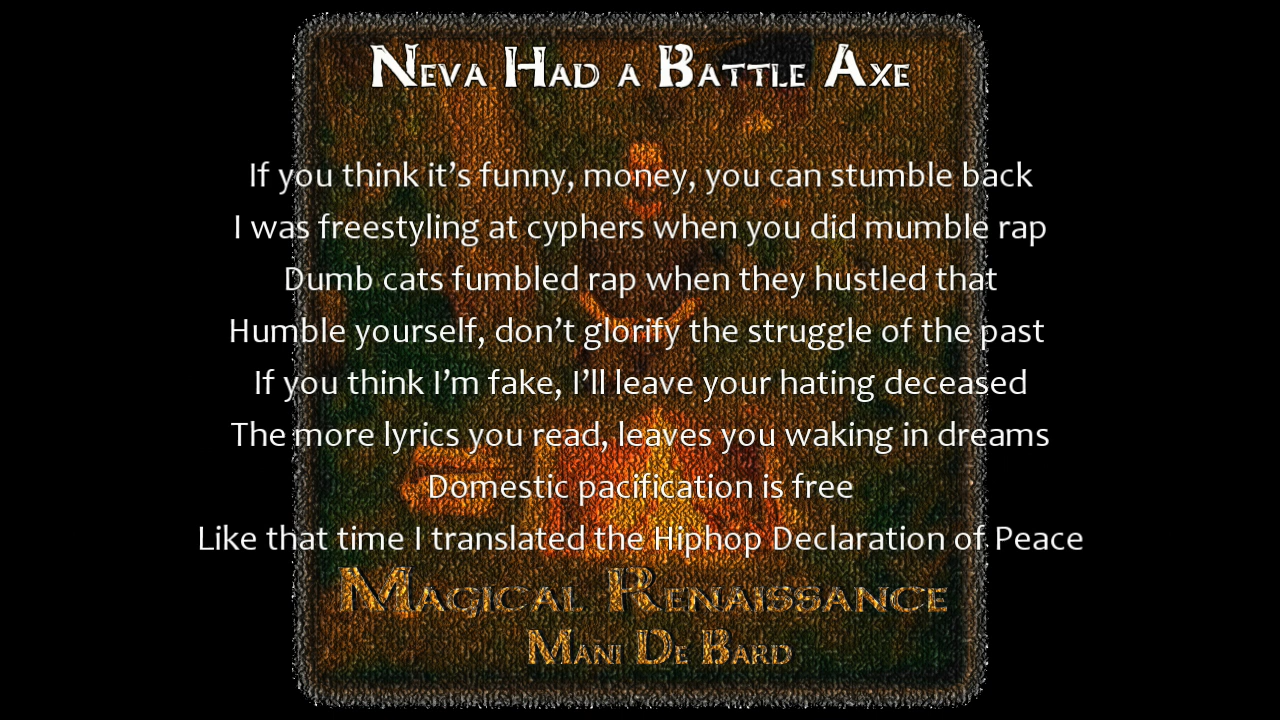 Neva Had a Battle Axe
If you think it’s funny, money, you can stumble back
I was freestyling at cyphers when you did mumble rap
Dumb cats fumbled rap when they hustled that
Humble yourself, don’t glorify the struggle of the past
If you think I’m fake, I’ll leave your hating deceased
The more lyrics you read, leaves you waking in dreams
Domestic pacification is free
Like that time I translated the Hiphop Declaration of Peace
Magical Renaissance
Mani De Bard